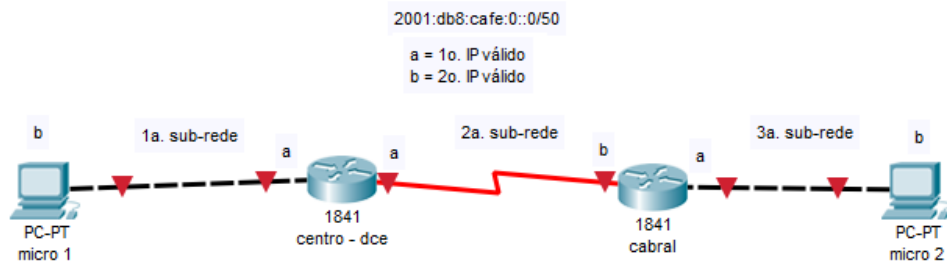 2001:db8:cafe:0::0/50
a = 1o. IP válido
b = 2o. IP válido
b
1a. sub-rede
a
a
2a. sub-rede
b
a
3a. sub-rede
b
PC-PT
micro 1
1841
centro - dce
1841
cabral
PC-PT
micro 2